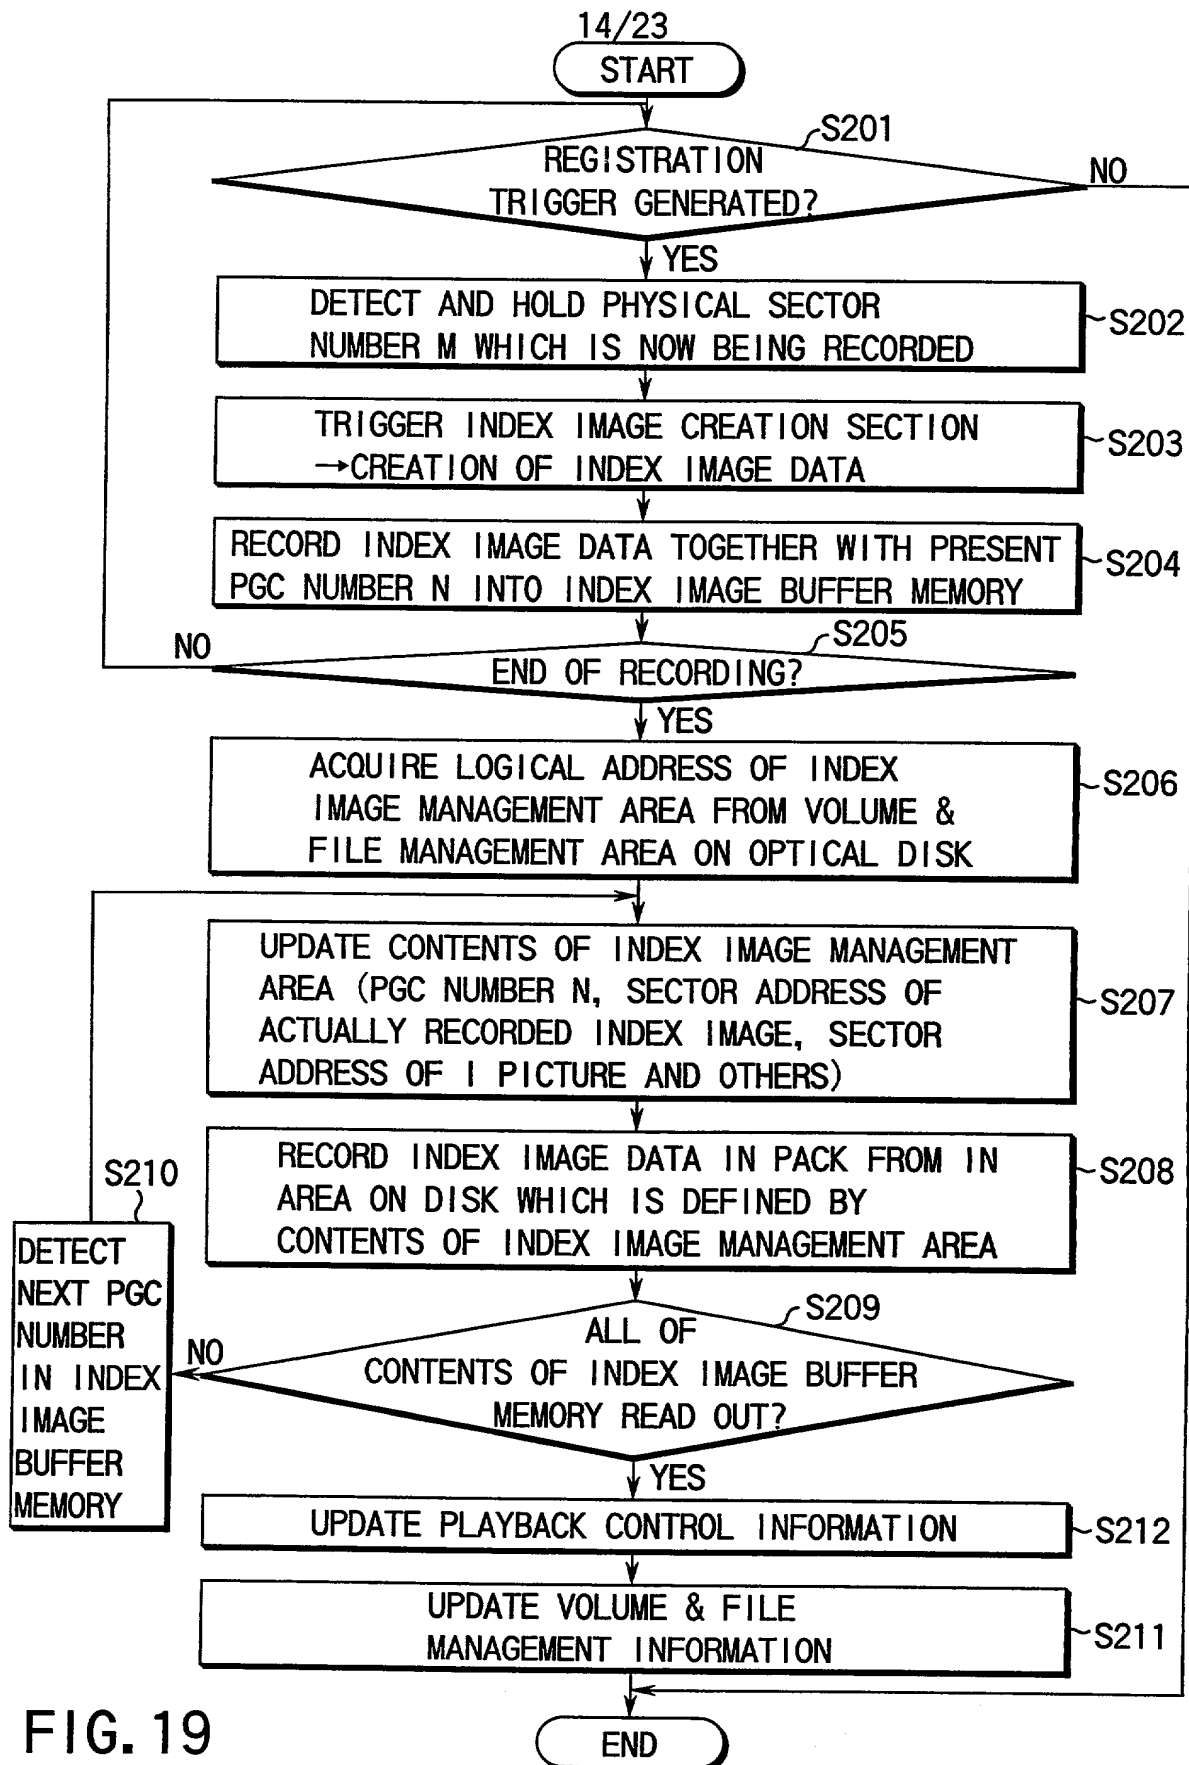 14/23
START
S201
REGISTRATION
TRIGGER GENERATED?
NO
YES
DETECT AND HOLD PHYSICAL SECTOR
NUMBER M WHICH IS NOW BEING RECORDED
S202
TRIGGER INDEX IMAGE CREATION SECTION
→CREATION OF INDEX IMAGE DATA
S203
RECORD INDEX IMAGE DATA TOGETHER WITH PRESENT
PGC NUMBER N INTO INDEX IMAGE BUFFER MEMORY
S204
S205
NO
END OF RECORDING?
YES
ACQUIRE LOGICAL ADDRESS OF INDEX
IMAGE MANAGEMENT AREA FROM VOLUME &
FILE MANAGEMENT AREA ON OPTICAL DISK
S206
UPDATE CONTENTS OF INDEX IMAGE MANAGEMENT
AREA (PGC NUMBER N, SECTOR ADDRESS OF
ACTUALLY RECORDED INDEX IMAGE, SECTOR
ADDRESS OF I PICTURE AND OTHERS)
S207
RECORD INDEX IMAGE DATA IN PACK FROM IN
AREA ON DISK WHICH IS DEFINED BY
CONTENTS OF INDEX IMAGE MANAGEMENT AREA
S208
S210
DETECT
NEXT PGC
NUMBER
IN INDEX
IMAGE
BUFFER
MEMORY
S209
NO
ALL OF
CONTENTS OF INDEX IMAGE BUFFER
MEMORY READ OUT?
YES
UPDATE PLAYBACK CONTROL INFORMATION
S212
UPDATE VOLUME & FILE
MANAGEMENT INFORMATION
S211
END
FIG. 19